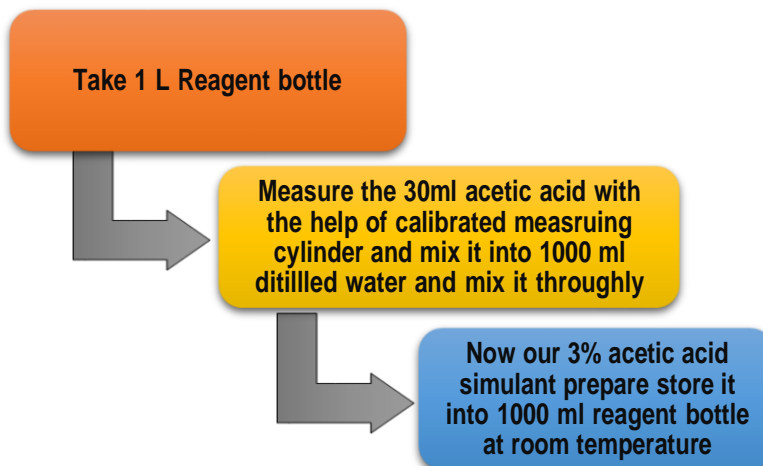 Take 1 L Reagent bottle
Measure the 30ml acetic acid with
the help of calibrated measruing
cylinder and mix it into 1000 ml
ditillled water and mix it throughly
Now our 3% acetic acid
simulant prepare store it
into 1000 ml reagent bottle
at room temperature